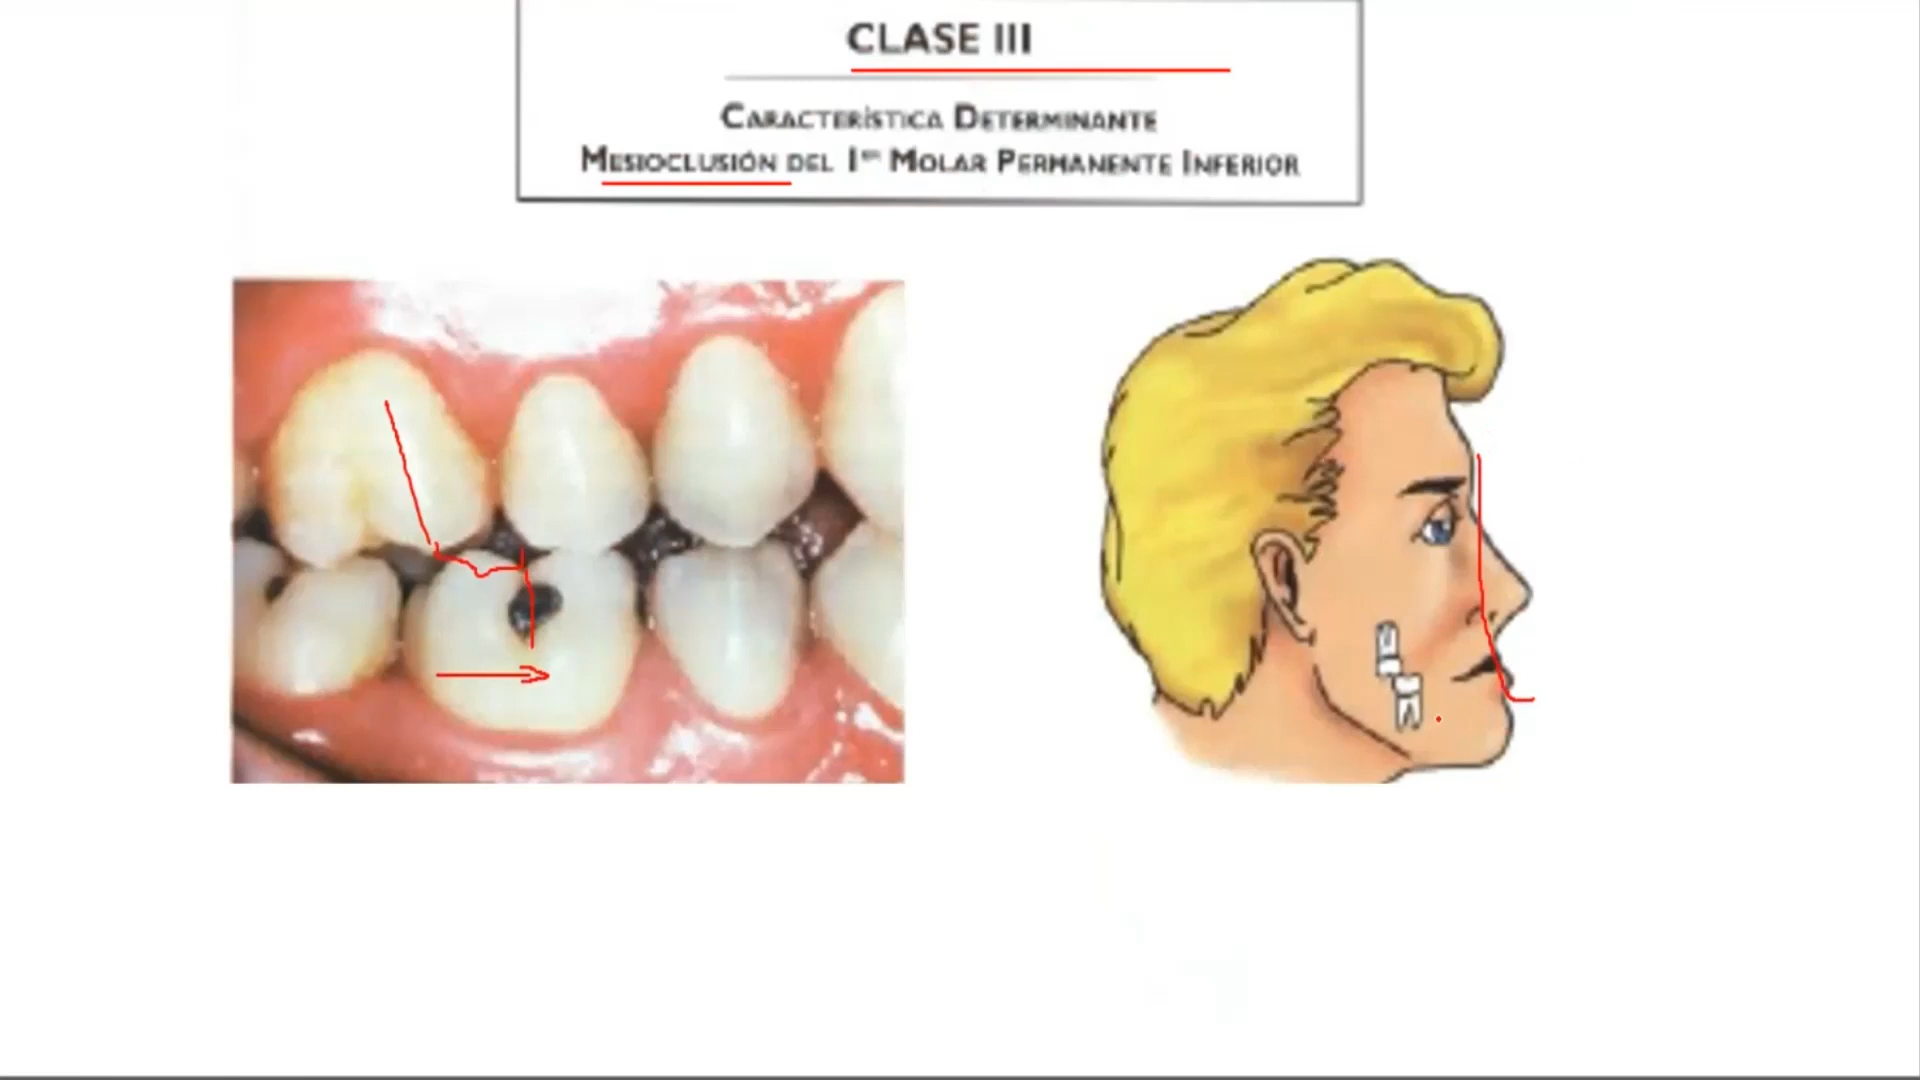 CLASE III
CARACTERÍSTICA DETERMINANTE
MESIOCLUSIÓN DEL 1er MOLAR PERMANENTE INFERIOR